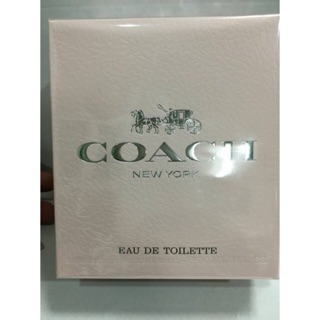 COACH
NEW YORK
EAU DE TOILETTE